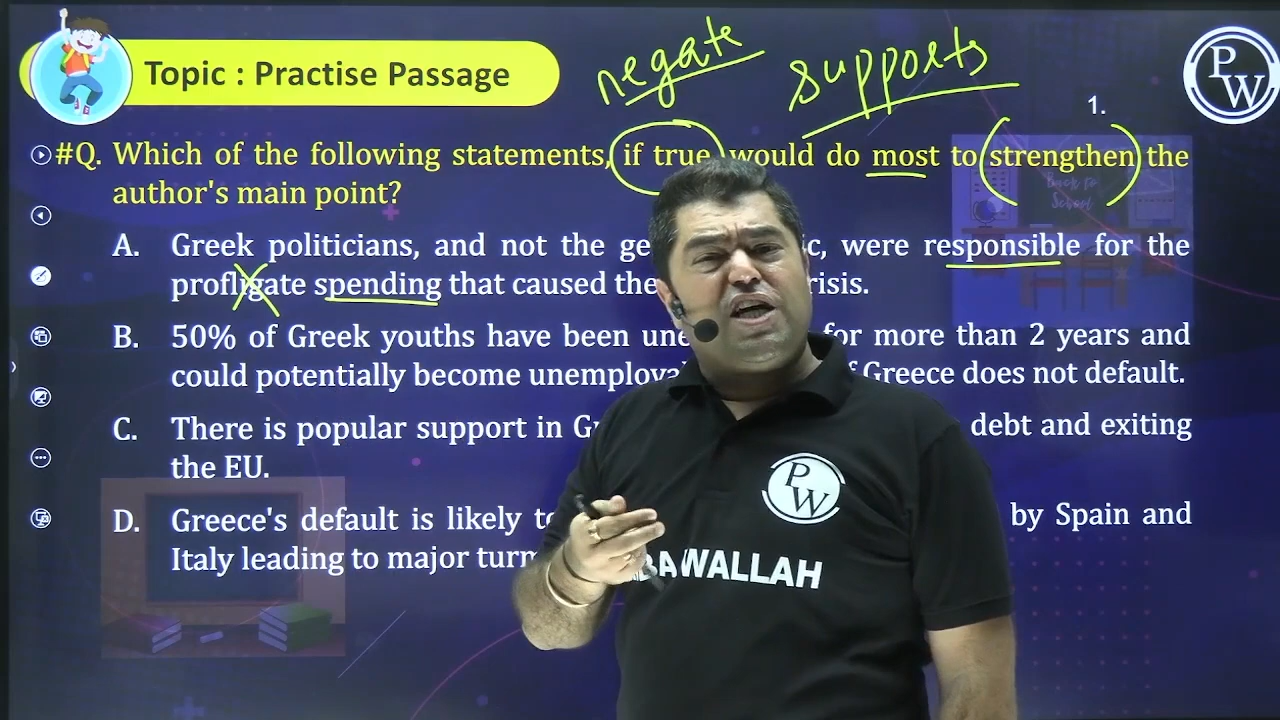 Topic : Practise Passage
negate
supports
PW
1.
#Q. Which of the following statements, if true would do most to strengthen the
author's main point?
A. Greek politicians, and not the ge were responsible for the
profligate spending that caused the
B. 50% of Greek youths have been for more than 2 years and
could potentially become Greece does not default.
C. There is popular support in debt and exiting
the EU.
D. Greece's default is likely by Spain and
Italy leading to major
Back to
School
PW
WALLAH